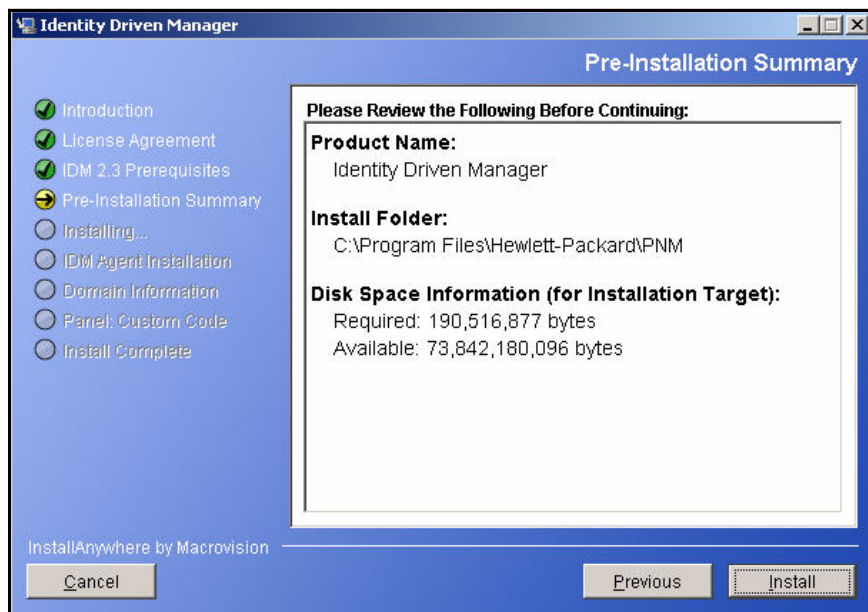 Identity Driven Manager
Pre-Installation Summary
Introduction
License Agreement
IDM 2.3 Prerequisites
Pre-Installation Summary
Installing...
IDM Agent Installation
Domain Information
Panel: Custom Code
Install Complete
Please Review the Following Before Continuing:
Product Name:
Identity Driven Manager
Install Folder:
C:\Program Files\Hewlett-Packard\PNM
Disk Space Information (for Installation Target):
Required: 190,516,877 bytes
Available: 73,842,180,096 bytes
InstallAnywhere by Macrovision
Cancel
Previous
Install